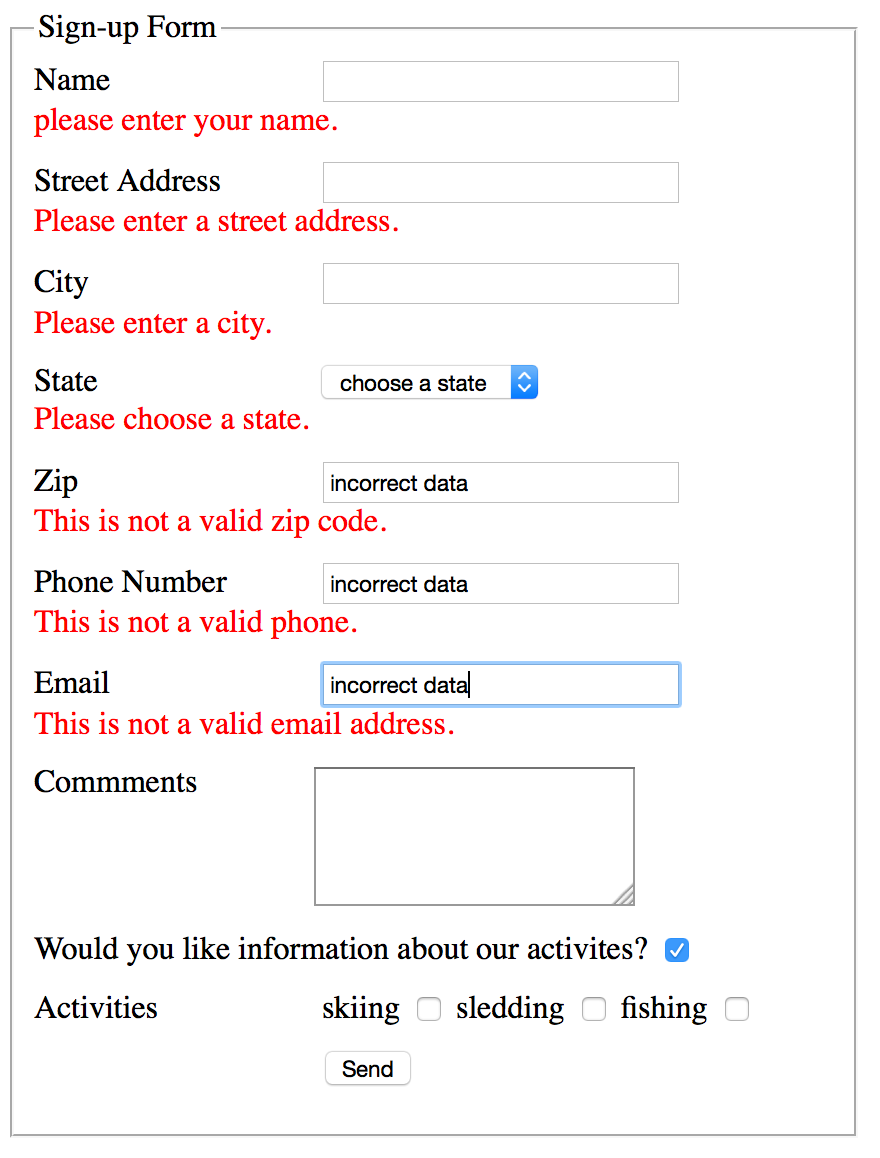 Sign-up Form
Name
please enter your name.
Street Address
Please enter a street address.
City
Please enter a city.
State choose a state
Please choose a state.
Zip incorrect data
This is not a valid zip code.
Phone Number incorrect data
This is not a valid phone.
Email incorrect data
This is not a valid email address.
Commments
Would you like information about our activites?
Activities skiing sledding fishing
Send